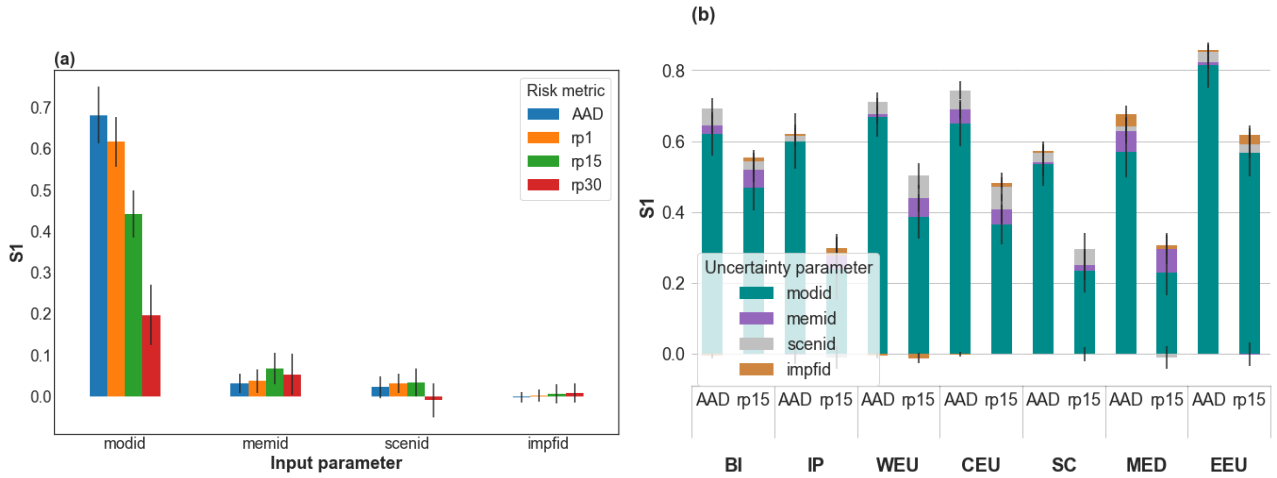 (a)
Risk metric
AAD
rp1
rp15
rp30
0.7
0.6
0.5
0.4
0.3
0.2
0.1
0.0
S1
modid memid scenid impfid
Input parameter
(b)
0.8
0.6
0.4
0.2
0.0
S1
Uncertainty parameter
modid
memid
scenid
impfid
AAD rp15 AAD rp15 AAD rp15 AAD rp15 AAD rp15 AAD rp15 AAD rp15
BI IP WEU CEU SC MED EEU